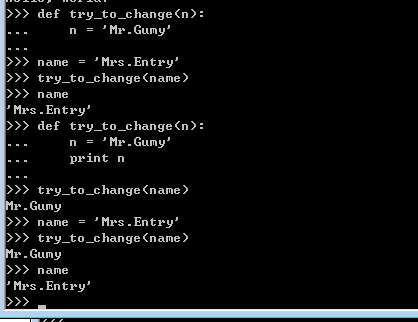 >>> def try_to_change(n):
...     n = 'Mr.Gumy'
...
>>> name = 'Mrs.Entry'
>>> try_to_change(name)
>>> name
'Mrs.Entry'
>>> def try_to_change(n):
...     n = 'Mr.Gumy'
...     print n
...
>>> try_to_change(name)
Mr.Gumy
>>> name = 'Mrs.Entry'
>>> try_to_change(name)
Mr.Gumy
>>> name
'Mrs.Entry'
>>>
>>>